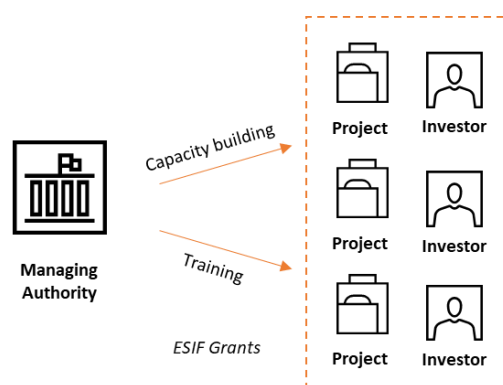 Capacity building
Managing
Authority
Training
ESIF Grants
Project
Investor
Project
Investor
Project
Investor